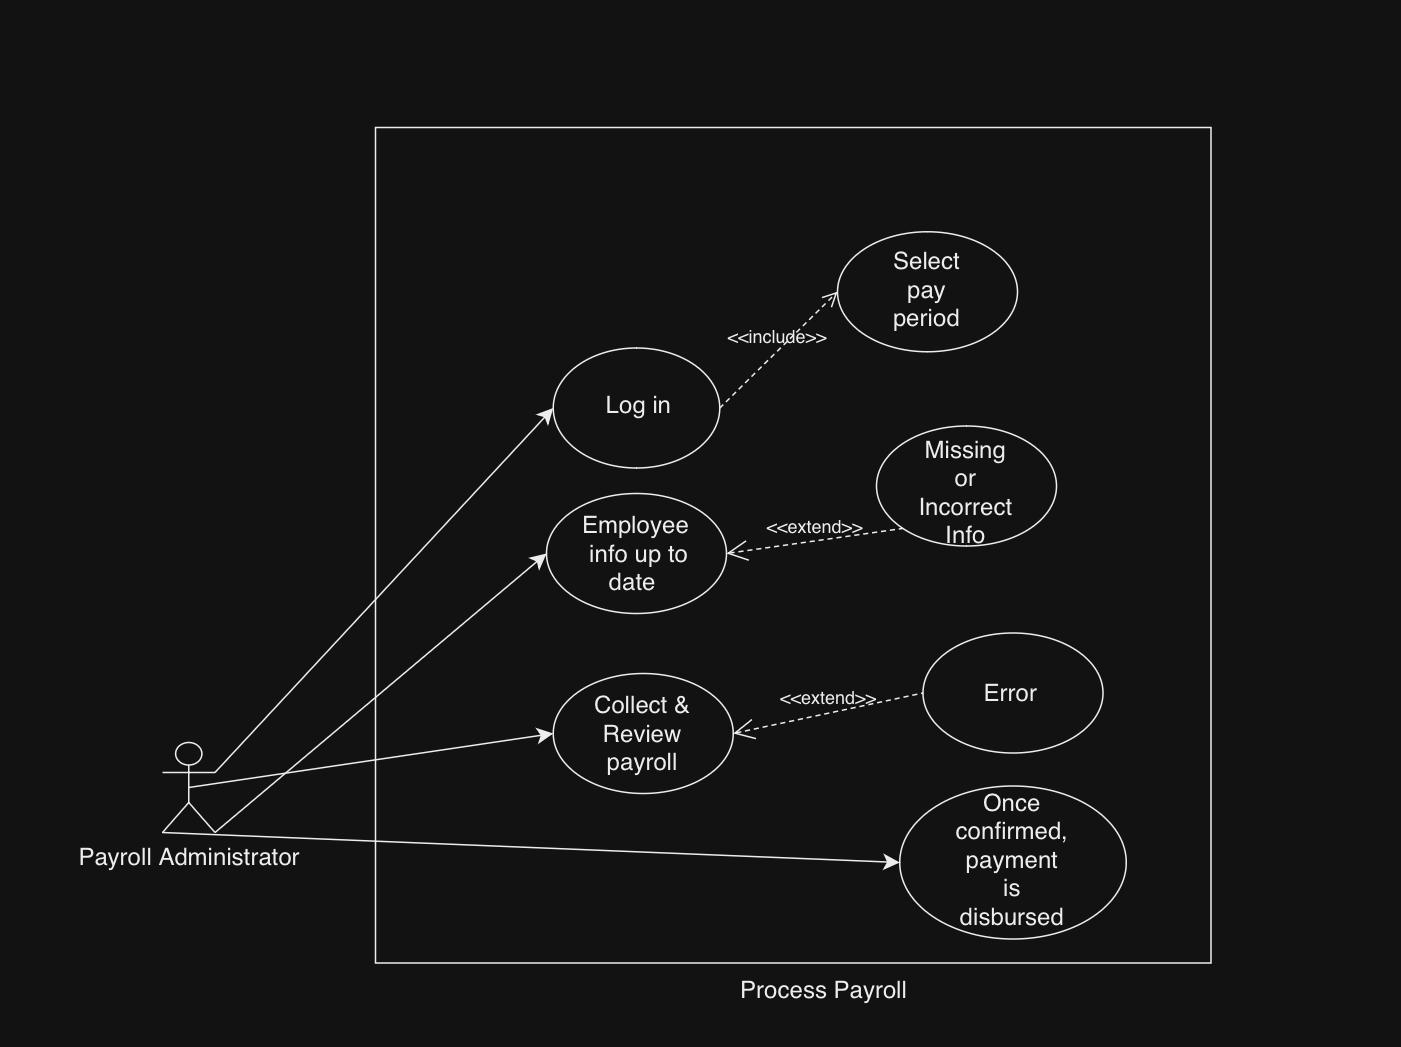 Select
pay
period
<<include>>
Log in
Missing
or
Incorrect
Info
<<extend>>
Employee
info up to
date
Error
<<extend>>
Collect &
Review
payroll
Once
confirmed,
payment
is
disbursed
Payroll Administrator
Process Payroll